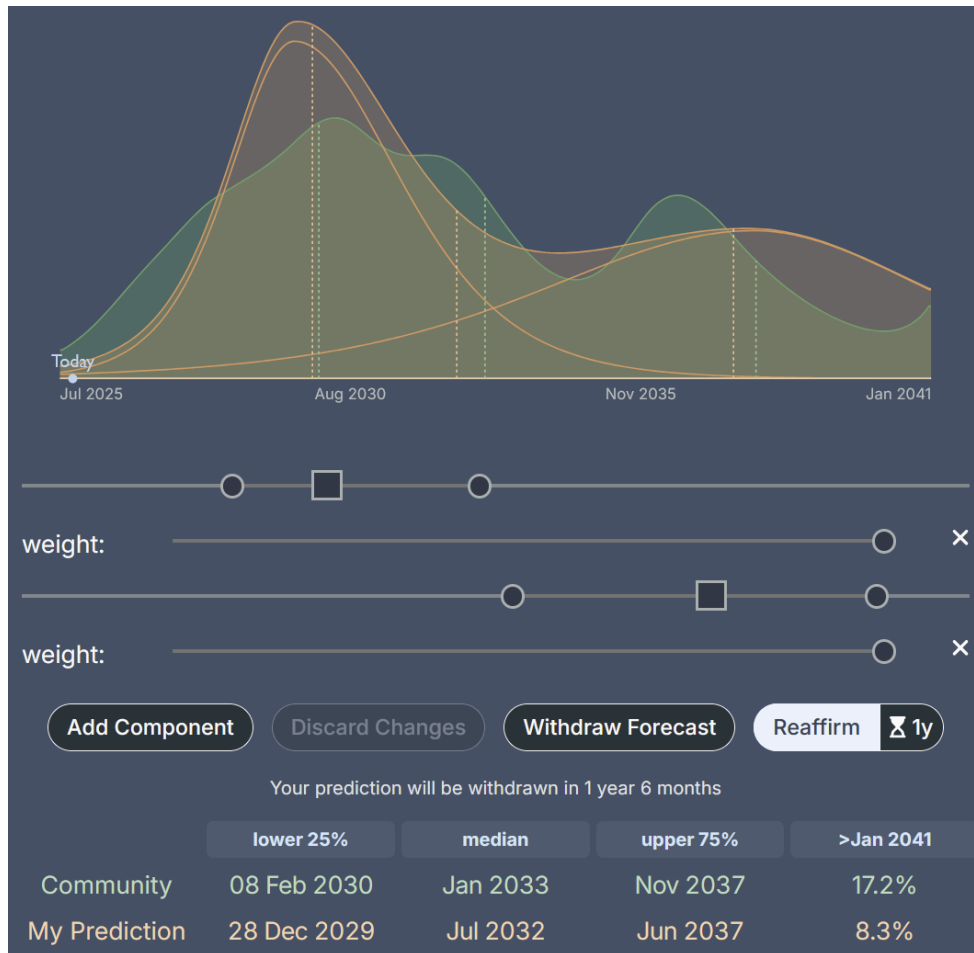 Today
Jul 2025 Aug 2030 Nov 2035 Jan 2041
weight: ✕
weight: ✕
Add Component Discard Changes Withdraw Forecast Reaffirm 1y
Your prediction will be withdrawn in 1 year 6 months
lower 25% median upper 75% >Jan 2041
Community 08 Feb 2030 Jan 2033 Nov 2037 17.2%
My Prediction 28 Dec 2029 Jul 2032 Jun 2037 8.3%